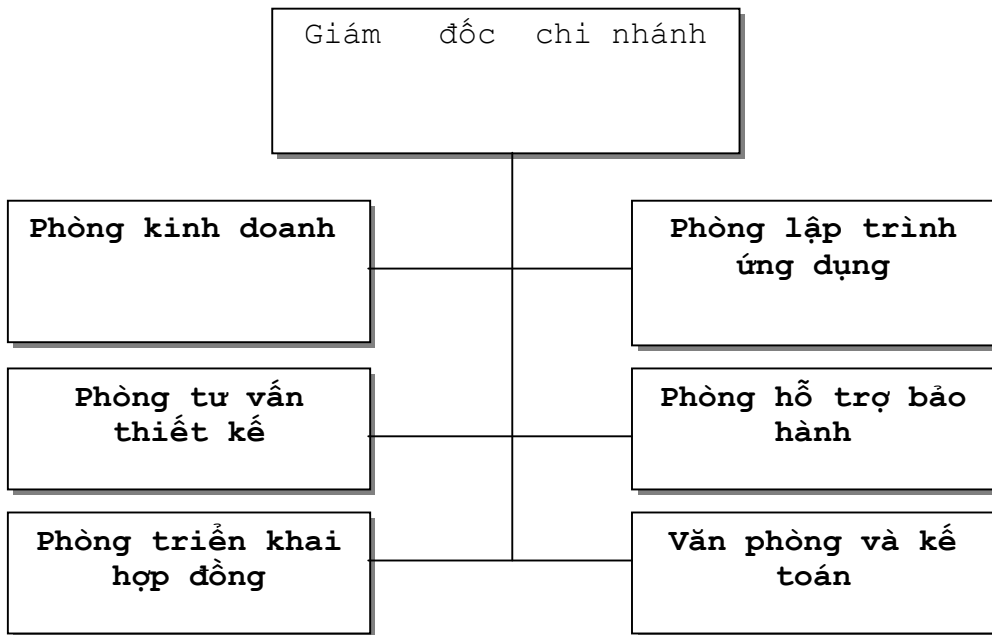 Giám đốc chi nhánh
Phòng kinh doanh
Phòng lập trình
ứng dụng
Phòng tư vấn
thiết kế
Phòng hỗ trợ bảo
hành
Phòng triển khai
hợp đồng
Văn phòng và kế
toán